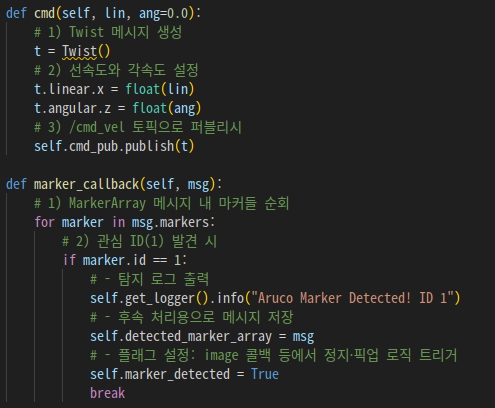 def cmd(self, lin, ang=0.0):
# 1) Twist 메시지 생성
t = Twist()
# 2) 선속도와 각속도 설정
t.linear.x = float(lin)
t.angular.z = float(ang)
# 3) /cmd_vel 토픽으로 퍼블리시
self.cmd_pub.publish(t)
def marker_callback(self, msg):
# 1) MarkerArray 메시지 내 마커들 순회
for marker in msg.markers:
# 2) 관심 ID(1) 발견 시
if marker.id == 1:
# - 탐지 로그 출력
self.get_logger().info("Aruco Marker Detected! ID 1")
# - 후속 처리용으로 메시지 저장
self.detected_marker_array = msg
# - 플래그 설정: image 콜백 등에서 정지·픽업 로직 트리거
self.marker_detected = True
break